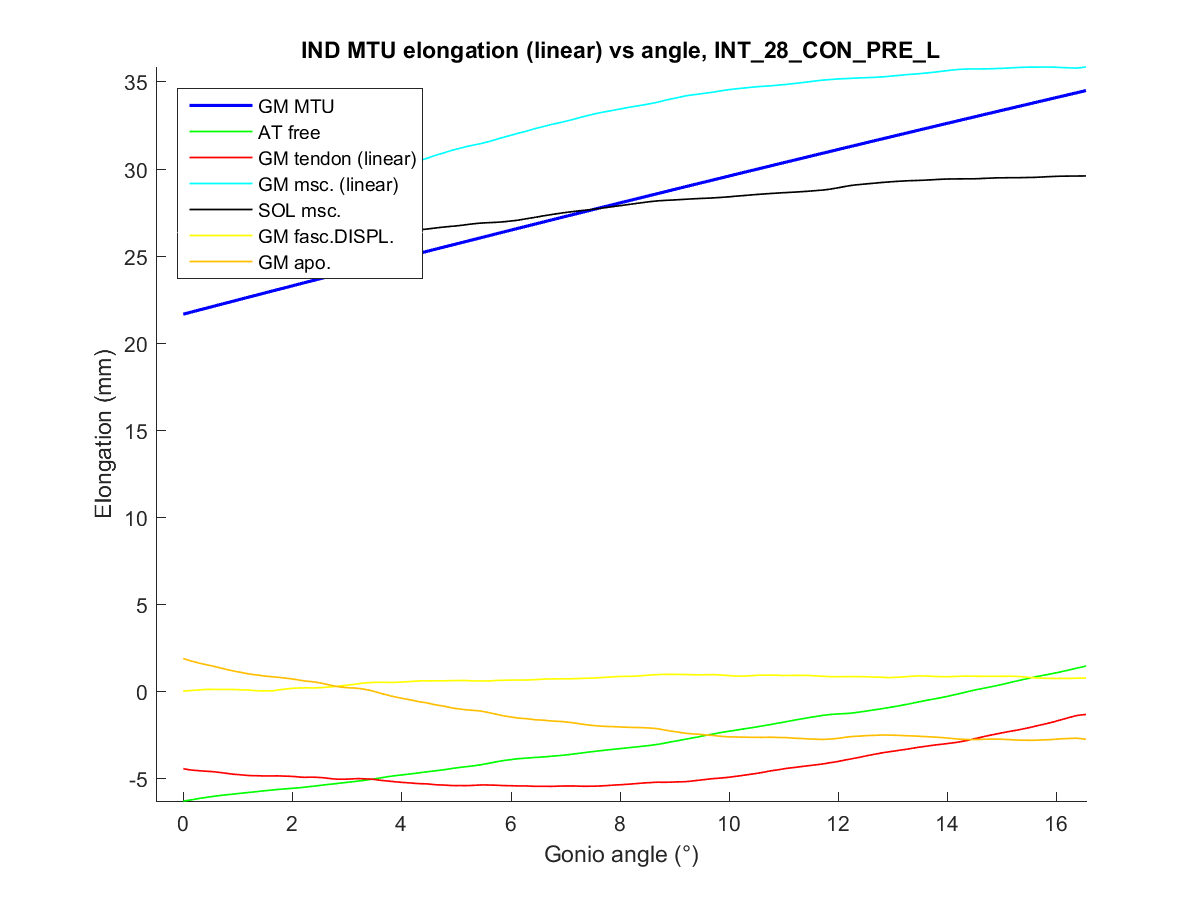 IND MTU elongation (linear) vs angle, INT_28_CON_PRE_L
GM MTU
AT free
GM tendon (linear)
GM msc. (linear)
SOL msc.
GM fasc.DISPL.
GM apo.
35
30
25
20
15
10
5
0
-5
Elongation (mm)
0 2 4 6 8 10 12 14 16
Gonio angle (°)